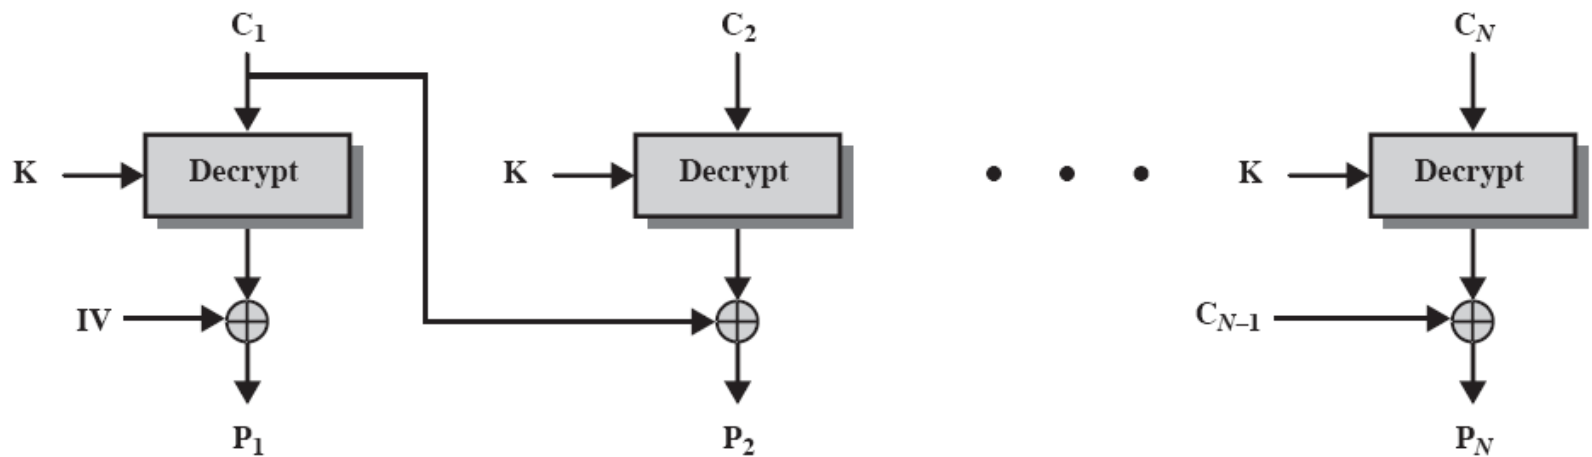 C1 C2 CN
K Decrypt K Decrypt K Decrypt
IV CN–1
P1 P2 PN